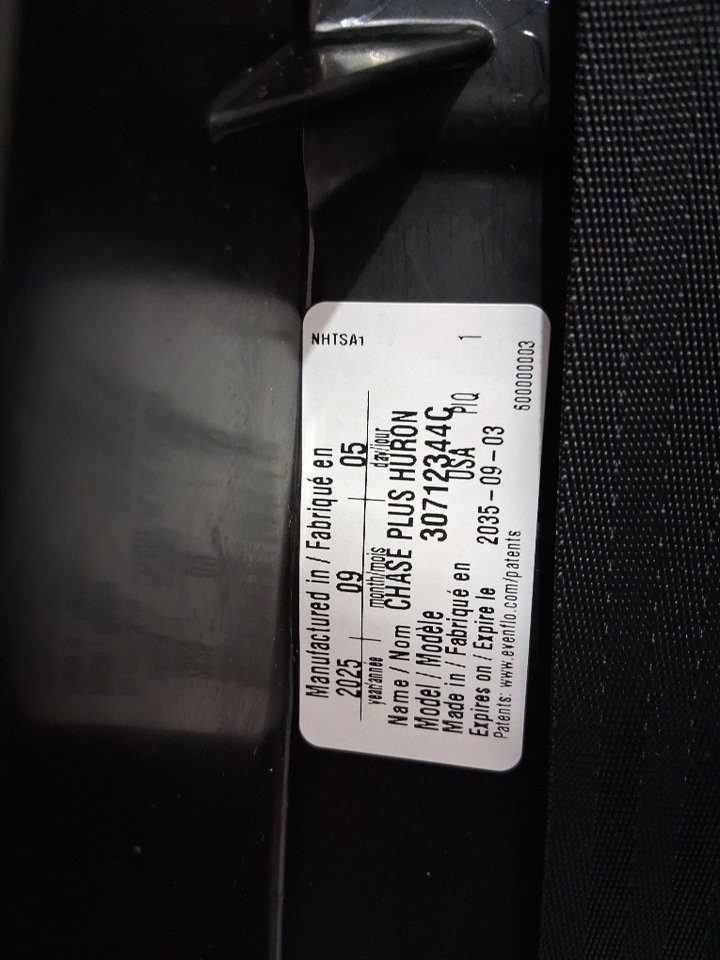 NHTSA1
Manufactured in / Fabriqué en
2025 09 05
year/année month/mois day/jour
Name / Nom CHASE PLUS HURON
Model / Modèle 30712344C
Made in / Fabriqué en USA PIQ 1
Expires on / Expire le 2035-09-03
Patents: www.evenflo.com/patents 600000003